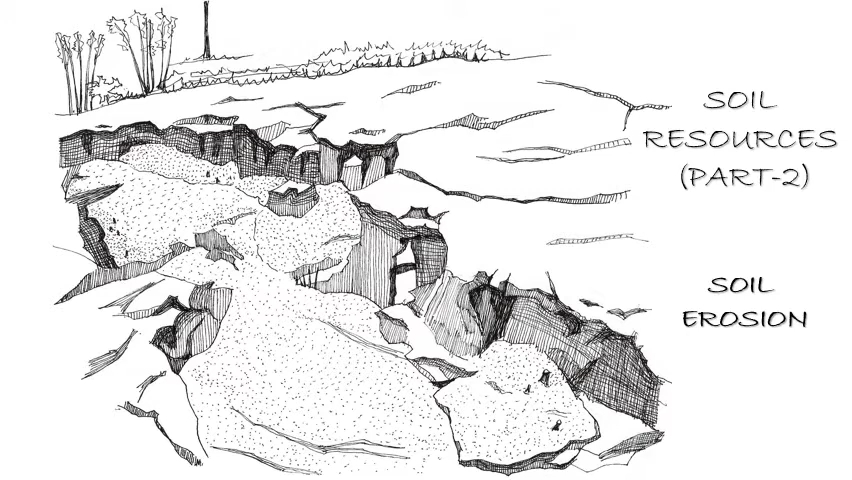 SOIL
RESOURCES
(PART-2)
SOIL
EROSION